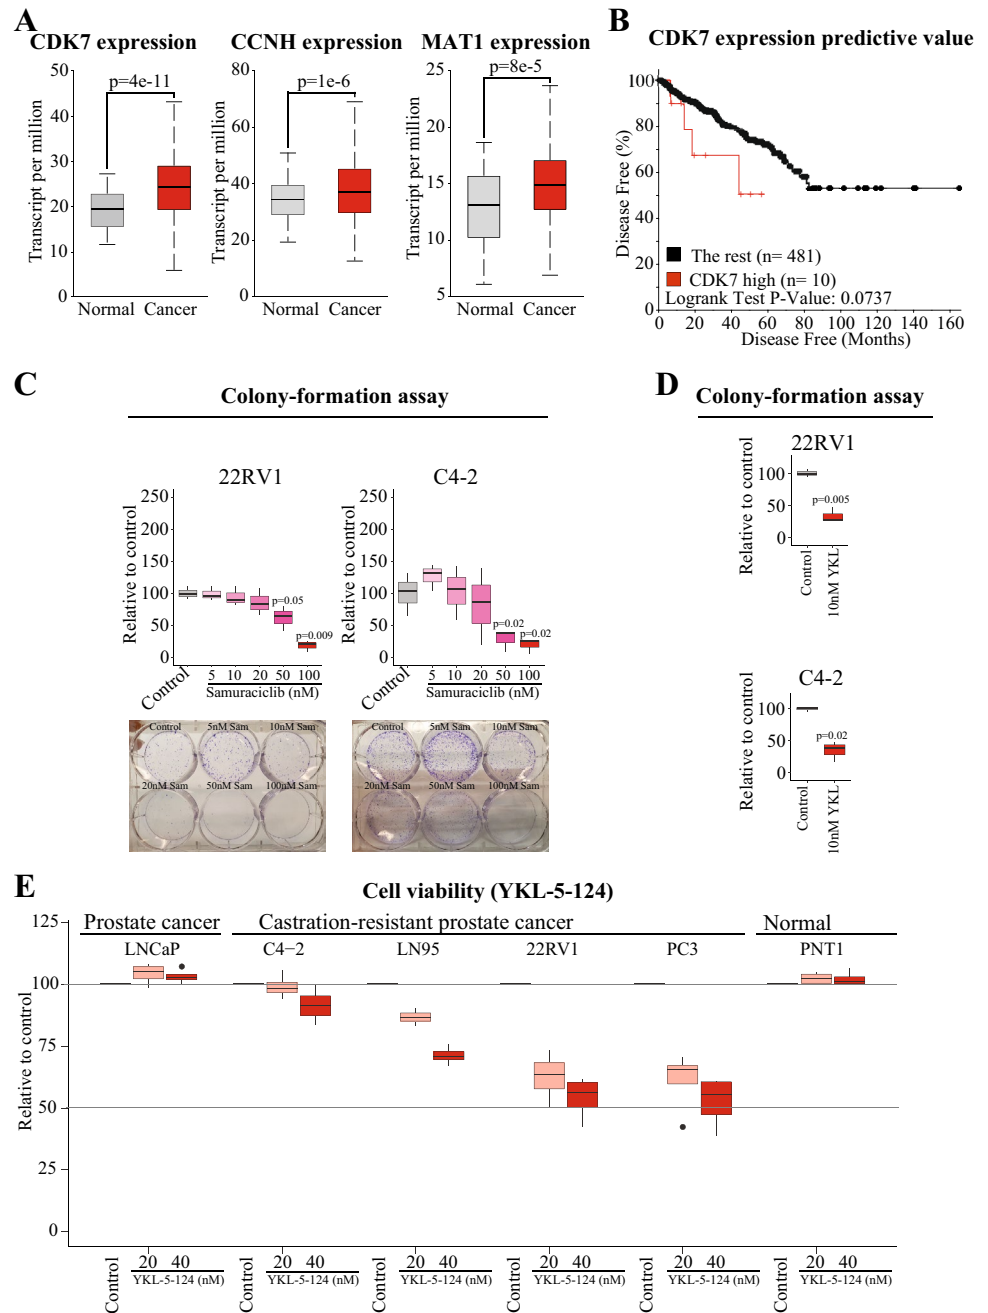 A
CDK7 expression
CCNH expression
MAT1 expression
Transcript per million
50
40
30
20
10
0
p=4e-11
Normal Cancer
Transcript per million
80
60
40
20
0
p=1e-6
Normal Cancer
Transcript per million
25
20
15
10
5
p=8e-5
Normal Cancer
B
CDK7 expression predictive value
Disease Free (%)
100
80
60
40
20
0
The rest (n= 481)
CDK7 high (n= 10)
Logrank Test P-Value: 0.0737
0 20 40 60 80 100 120 140 160
Disease Free (Months)
C
Colony-formation assay
22RV1
Relative to control
250
200
150
100
50
0
p=0.05
p=0.009
Control 5 10 20 50 100
Samuraciclib (nM)
C4-2
Relative to control
250
200
150
100
50
0
p=0.02
p=0.02
Control 5 10 20 50 100
Samuraciclib (nM)
Control 5nM Sam 10nM Sam
20nM Sam 50nM Sam 100nM Sam
Control 5nM Sam 10nM Sam
20nM Sam 50nM Sam 100nM Sam
D
Colony-formation assay
22RV1
Relative to control
100
50
0
p=0.005
Control
10nM YKL
C4-2
Relative to control
100
50
0
p=0.02
Control
10nM YKL
E
Cell viability (YKL-5-124)
Prostate cancer Castration-resistant prostate cancer Normal
LNCaP C4−2 LN95 22RV1 PC3 PNT1
Relative to control
125
100
75
50
25
0
Control 20 40
YKL-5-124 (nM)
Control 20 40
YKL-5-124 (nM)
Control 20 40
YKL-5-124 (nM)
Control 20 40
YKL-5-124 (nM)
Control 20 40
YKL-5-124 (nM)
Control 20 40
YKL-5-124 (nM)